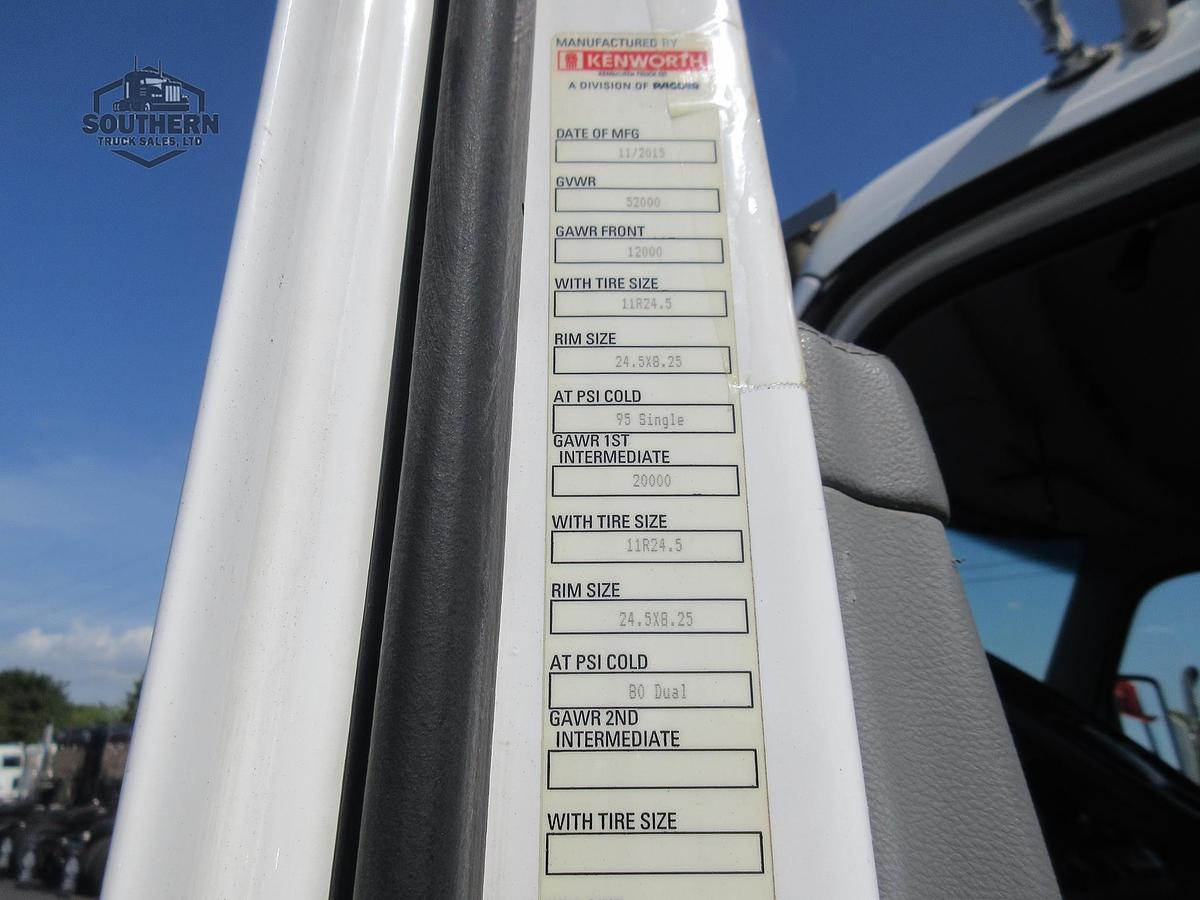 SOUTHERN
TRUCK SALES, LTD
MANUFACTURED BY
KENWORTH
KENWORTH TRUCK CO.
A DIVISION OF PACCAR
DATE OF MFG
11/2015
GVWR
52000
GAWR FRONT
12000
WITH TIRE SIZE
11R24.5
RIM SIZE
24.5X8.25
AT PSI COLD
95 Single
GAWR 1ST
INTERMEDIATE
20000
WITH TIRE SIZE
11R24.5
RIM SIZE
24.5X8.25
AT PSI COLD
80 Dual
GAWR 2ND
INTERMEDIATE
WITH TIRE SIZE